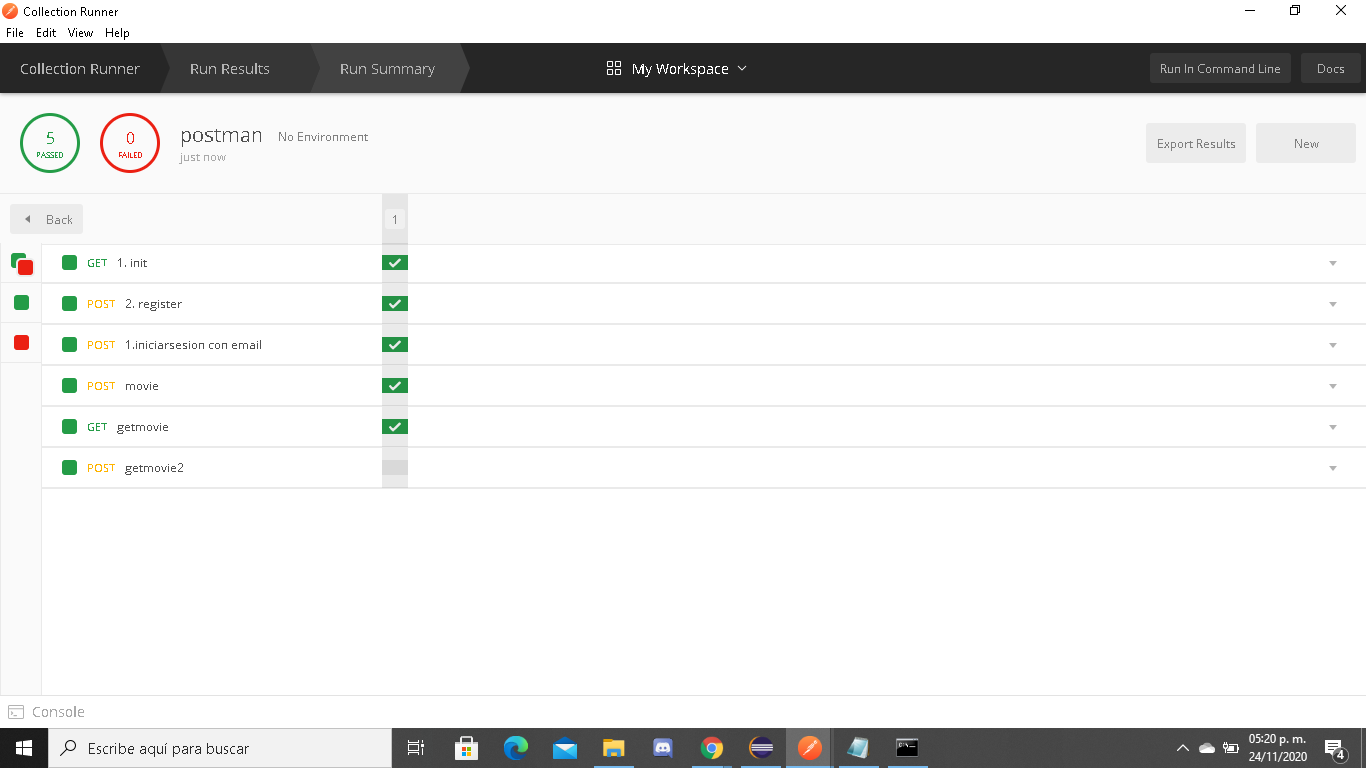 Collection Runner
File Edit View Help
Collection Runner Run Results Run Summary My Workspace Run In Command Line Docs
5 PASSED
0 FAILED
postman No Environment
just now
Export Results New
Back 1
GET 1. init
POST 2. register
POST 1.iniciarsesion con email
POST movie
GET getmovie
POST getmovie2
Console
Escribe aquí para buscar
05:20 p. m.
24/11/2020
4